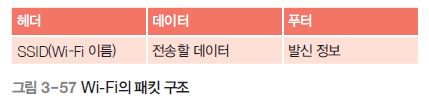 헤더 데이터 푸터
SSID(Wi-Fi 이름) 전송할 데이터 발신 정보
그림 3-57 Wi-Fi의 패킷 구조